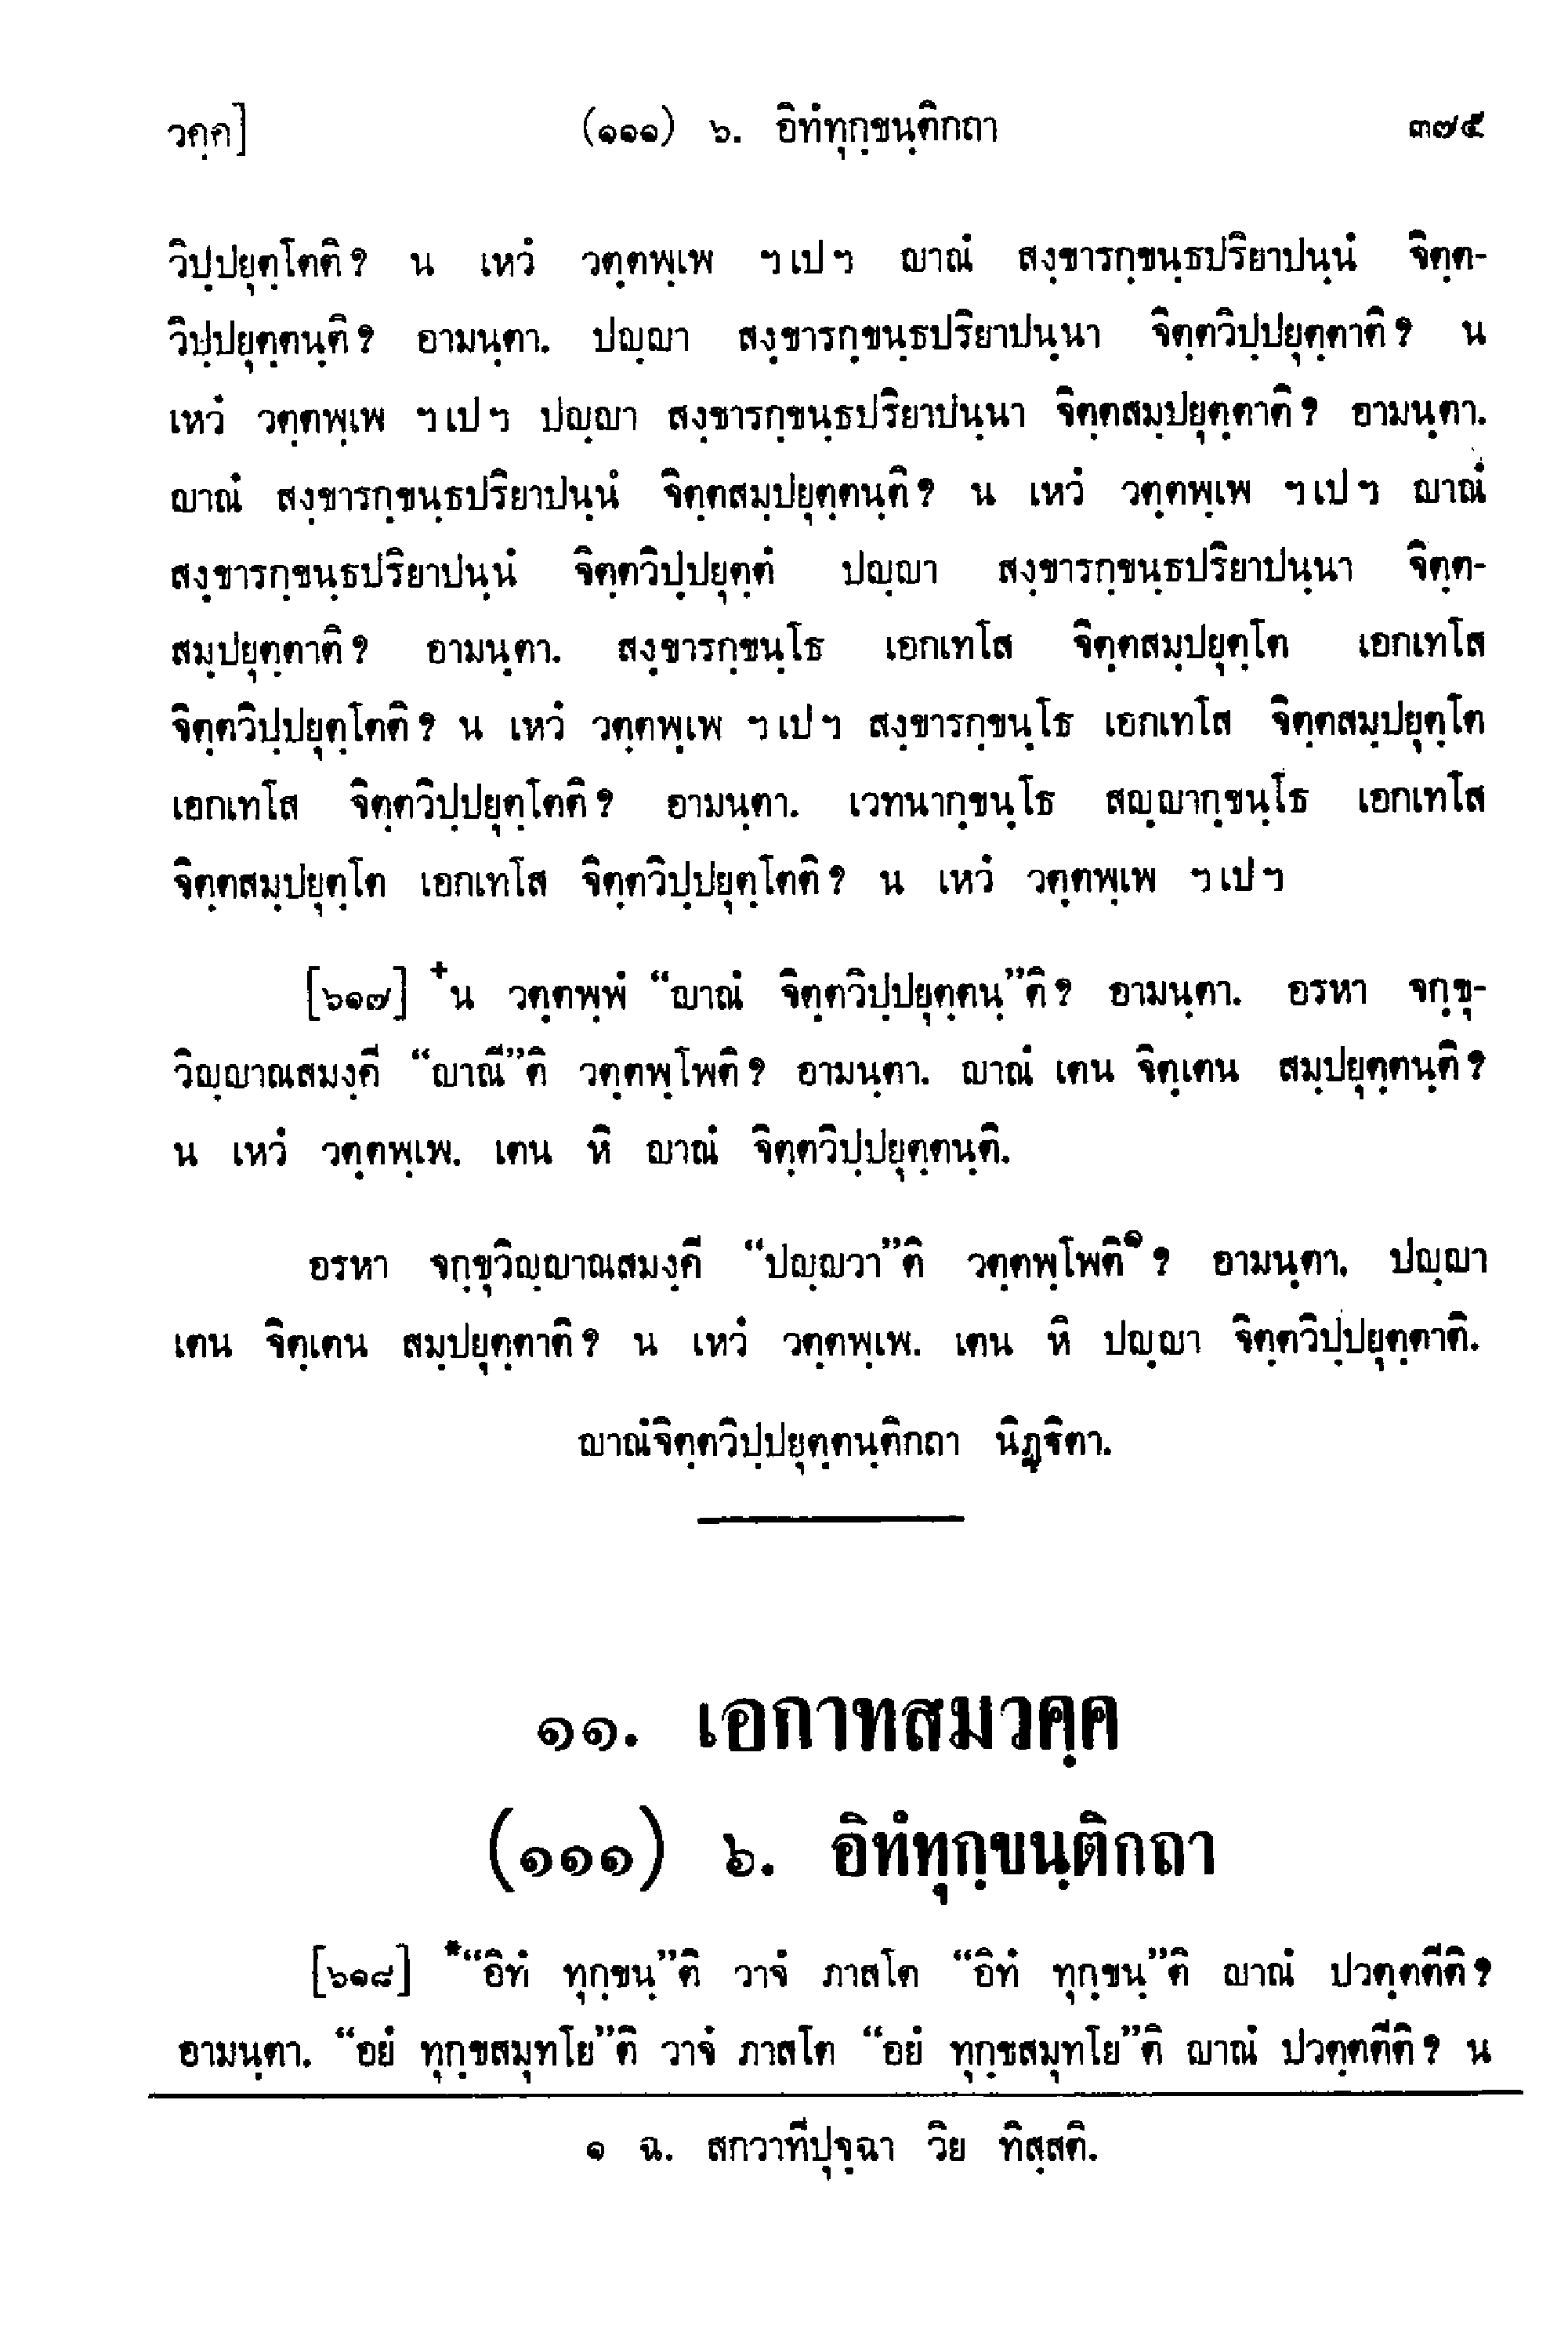 วคฺค] (๑๑๑) ๖. อิทํทุกฺขนฺติกถา ๓๗๕
วิปฺปยุตฺโตติ? น เหวํ วตฺตพฺเพ ฯเปฯ ญาณํ สงฺขารกฺขนฺธปริยาปนฺนํ จิตฺต-
วิปฺปยุตฺตนฺติ? อามนฺตา. ปญฺญา สงฺขารกฺขนฺธปริยาปนฺนา จิตฺตวิปฺปยุตฺตาติ? น
เหวํ วตฺตพฺเพ ฯเปฯ ปญฺญา สงฺขารกฺขนฺธปริยาปนฺนา จิตฺตสมฺปยุตฺตาติ? อามนฺตา.
ญาณํ สงฺขารกฺขนฺธปริยาปนฺนํ จิตฺตสมฺปยุตฺตนฺติ? น เหวํ วตฺตพฺเพ ฯเปฯ ญาณํ
สงฺขารกฺขนฺธปริยาปนฺนํ จิตฺตวิปฺปยุตฺตํ ปญฺญา สงฺขารกฺขนฺธปริยาปนฺนา จิตฺต-
สมฺปยุตฺตาติ? อามนฺตา. สงฺขารกฺขนฺโธ เอกเทโส จิตฺตสมฺปยุตฺโต เอกเทโส
จิตฺตวิปฺปยุตฺโตติ? น เหวํ วตฺตพฺเพ ฯเปฯ สงฺขารกฺขนฺโธ เอกเทโส จิตฺตสมฺปยุตฺโต
เอกเทโส จิตฺตวิปฺปยุตฺโตติ? อามนฺตา. เวทนากฺขนฺโธ สญฺญากฺขนฺโธ เอกเทโส
จิตฺตสมฺปยุตฺโต เอกเทโส จิตฺตวิปฺปยุตฺโตติ? น เหวํ วตฺตพฺเพ ฯเปฯ
[๖๑๗] +น วตฺตพฺพํ “ญาณํ จิตฺตวิปฺปยุตฺตนฺ”ติ? อามนฺตา. อรหา จกฺขุ-
วิญฺญาณสมงฺคี “ญาณี”ติ วตฺตพฺโพติ? อามนฺตา. ญาณํ เตน จิตฺเตน สมฺปยุตฺตนฺติ?
น เหวํ วตฺตพฺเพ. เตน หิ ญาณํ จิตฺตวิปฺปยุตฺตนฺติ.
อรหา จกฺขุวิญฺญาณสมงฺคี “ปญฺญวา”ติ วตฺตพฺโพติ๑? อามนฺตา. ปญฺญา
เตน จิตฺเตน สมฺปยุตฺตาติ? น เหวํ วตฺตพฺเพ. เตน หิ ปญฺญา จิตฺตวิปฺปยุตฺตาติ.
ญาณํจิตฺตวิปฺปยุตฺตนฺติกถา นิฏฺฐิตา.
๑๑. เอกาทสมวคฺค
(๑๑๑) ๖. อิทํทุกฺขนฺติกถา
[๖๑๘] *“อิทํ ทุกฺขนฺ”ติ วาจํ ภาสโต “อิทํ ทุกฺขนฺ”ติ ญาณํ ปวตฺตตีติ?
อามนฺตา. “อยํ ทุกฺขสมุทโย”ติ วาจํ ภาสโต “อยํ ทุกฺขสมุทโย”ติ ญาณํ ปวตฺตตีติ? น
๑ ฉ. สกวาทีปุจฺฉา วิย ทิสฺสติ.